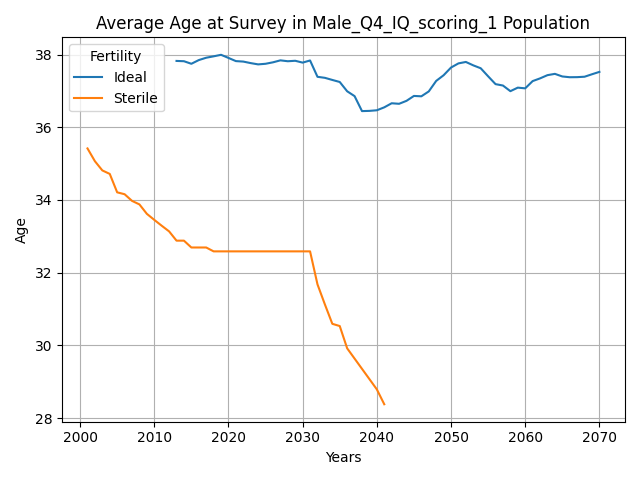 Average Age at Survey in Male_Q4_IQ_scoring_1 Population
Fertility
Ideal
Sterile
Age
38
36
34
32
30
28
2000 2010 2020 2030 2040 2050 2060 2070
Years